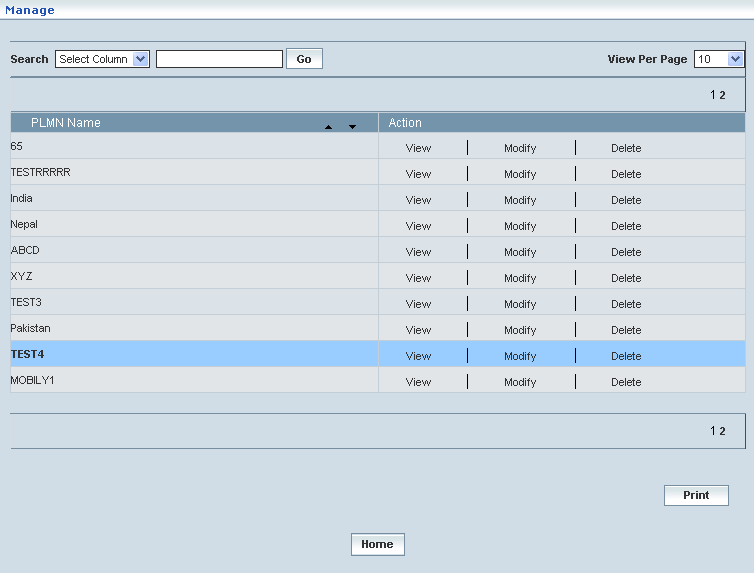 Manage
Search Select Column Go View Per Page 10
1 2
PLMN Name Action
65 View Modify Delete
TESTRRRRR View Modify Delete
India View Modify Delete
Nepal View Modify Delete
ABCD View Modify Delete
XYZ View Modify Delete
TEST3 View Modify Delete
Pakistan View Modify Delete
TEST4 View Modify Delete
MOBILY1 View Modify Delete
1 2
Print
Home